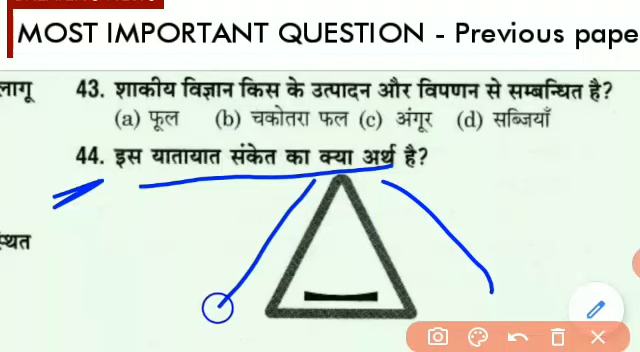 MOST IMPORTANT QUESTION - Previous pape
लागू
43. शाकीय विज्ञान किस के उत्पादन और विपणन से सम्बन्धित है?
(a) फूल (b) चकोतरा फल (c) अंगूर (d) सब्जियाँ
44. इस यातायात संकेत का क्या अर्थ है?
स्थित